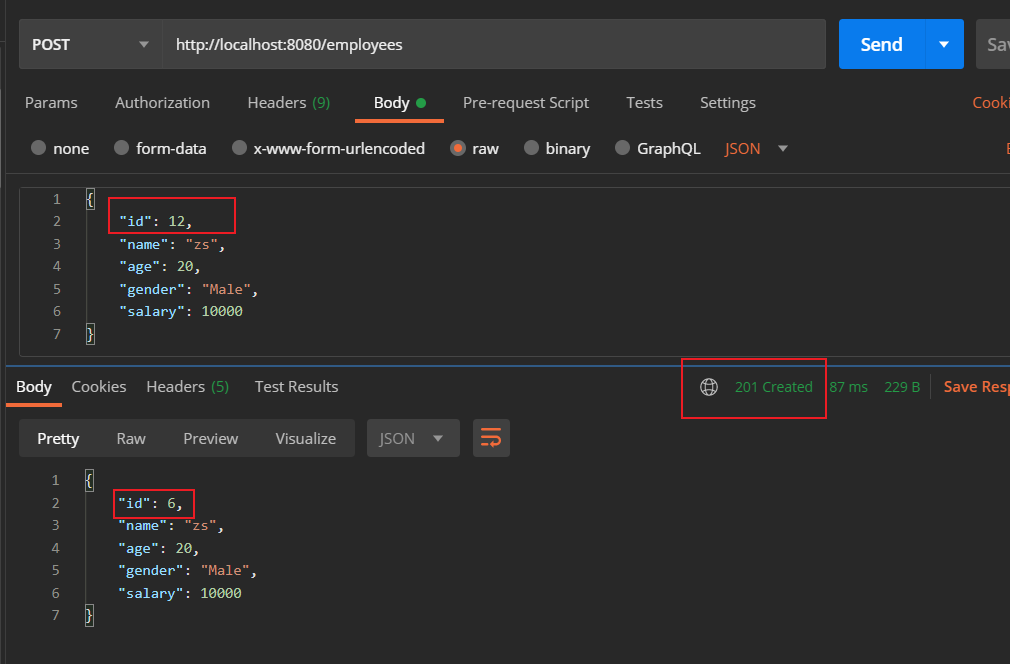 POST http://localhost:8080/employees Send
Params Authorization Headers (9) Body Pre-request Script Tests Settings
none form-data x-www-form-urlencoded raw binary GraphQL JSON
1 {
2 "id": 12,
3 "name": "zs",
4 "age": 20,
5 "gender": "Male",
6 "salary": 10000
7 }
Body Cookies Headers (5) Test Results 201 Created 87 ms 229 B Save
Pretty Raw Preview Visualize JSON
1 {
2 "id": 6,
3 "name": "zs",
4 "age": 20,
5 "gender": "Male",
6 "salary": 10000
7 }